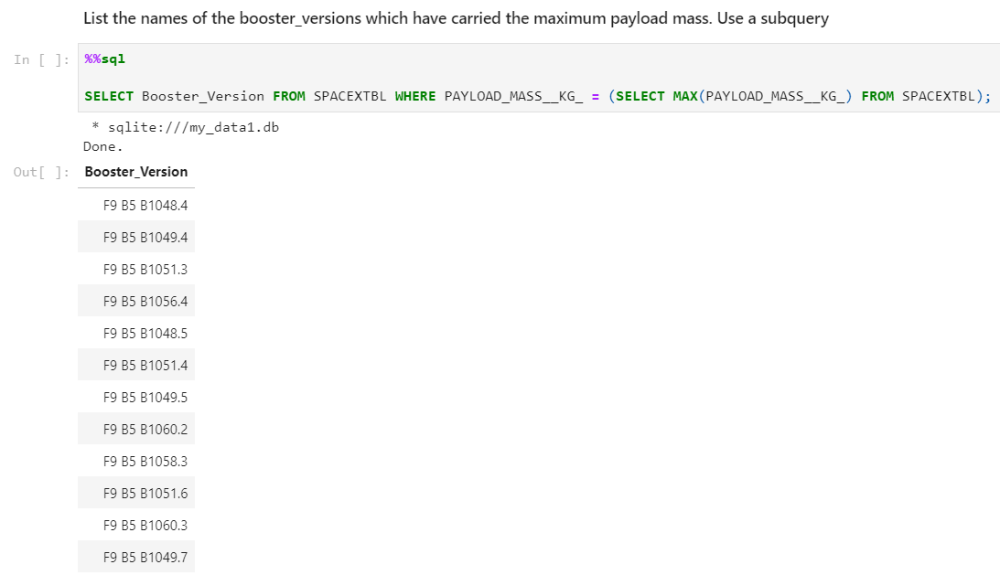 List the names of the booster_versions which have carried the maximum payload mass. Use a subquery
In [ ]: %%sql
SELECT Booster_Version FROM SPACEXTBL WHERE PAYLOAD_MASS__KG_ = (SELECT MAX(PAYLOAD_MASS__KG_) FROM SPACEXTBL);
* sqlite:///my_data1.db
Done.
Out[ ]: Booster_Version
F9 B5 B1048.4
F9 B5 B1049.4
F9 B5 B1051.3
F9 B5 B1056.4
F9 B5 B1048.5
F9 B5 B1051.4
F9 B5 B1049.5
F9 B5 B1060.2
F9 B5 B1058.3
F9 B5 B1051.6
F9 B5 B1060.3
F9 B5 B1049.7